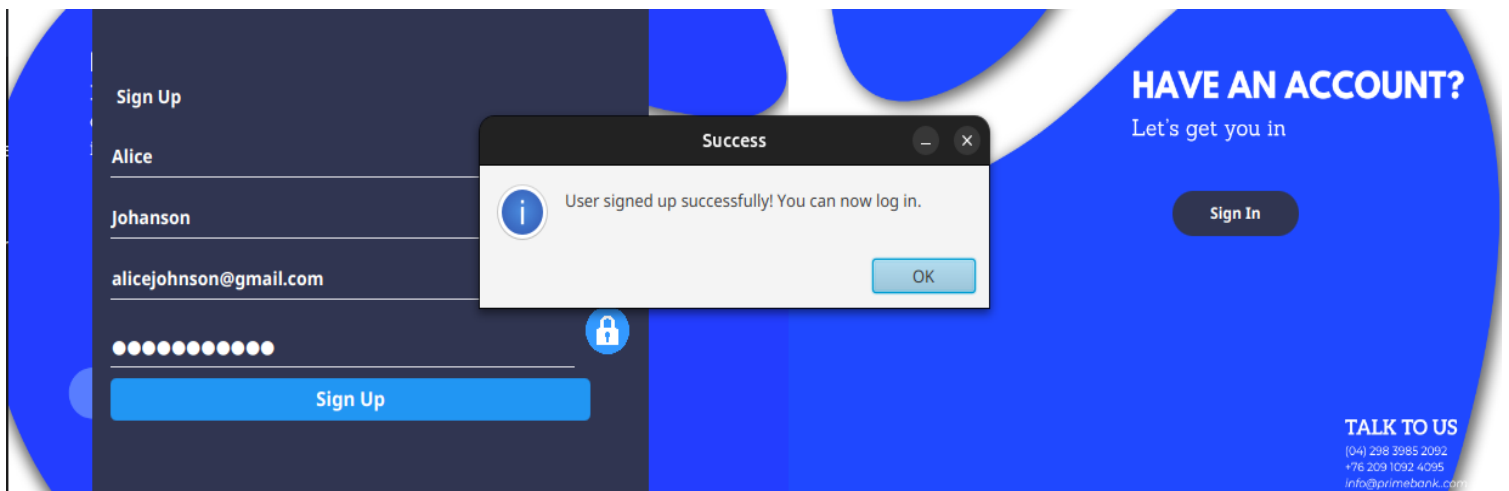 Sign Up
Alice
Johanson
alicejohnson@gmail.com
Sign Up
Success
User signed up successfully! You can now log in.
OK
HAVE AN ACCOUNT?
Let's get you in
Sign In
TALK TO US
(04) 298 3985 2092
+76 209 1092 4095
info@primebank.com